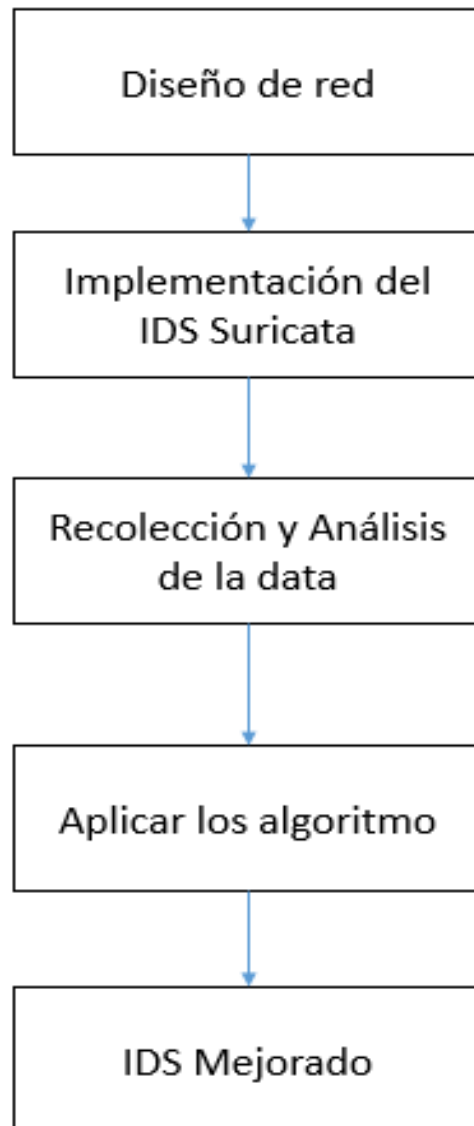 Diseño de red
Implementación del
IDS Suricata
Recolección y Análisis
de la data
Aplicar los algoritmo
IDS Mejorado